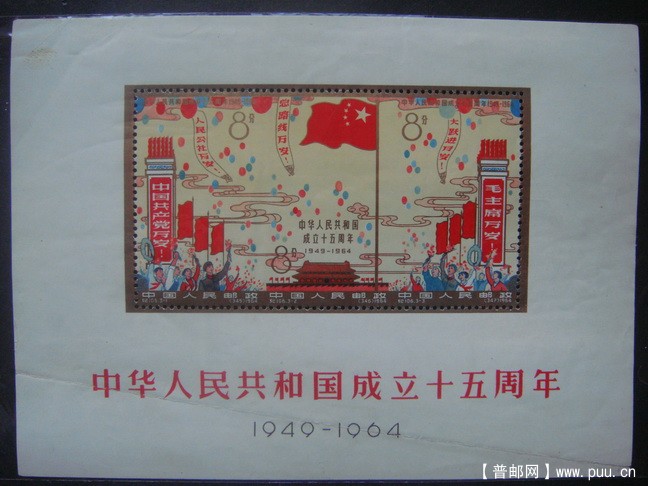 人民公社万岁!
8分
总路线万岁!
8分
大跃进万岁!
中国共产党万岁!
毛主席万岁!
中华人民共和国
成立十五周年
1949-1964
8分
中国人民邮政
中国人民邮政
中国人民邮政
中华人民共和国成立十五周年
1949-1964
【普邮网】www.puu.cn